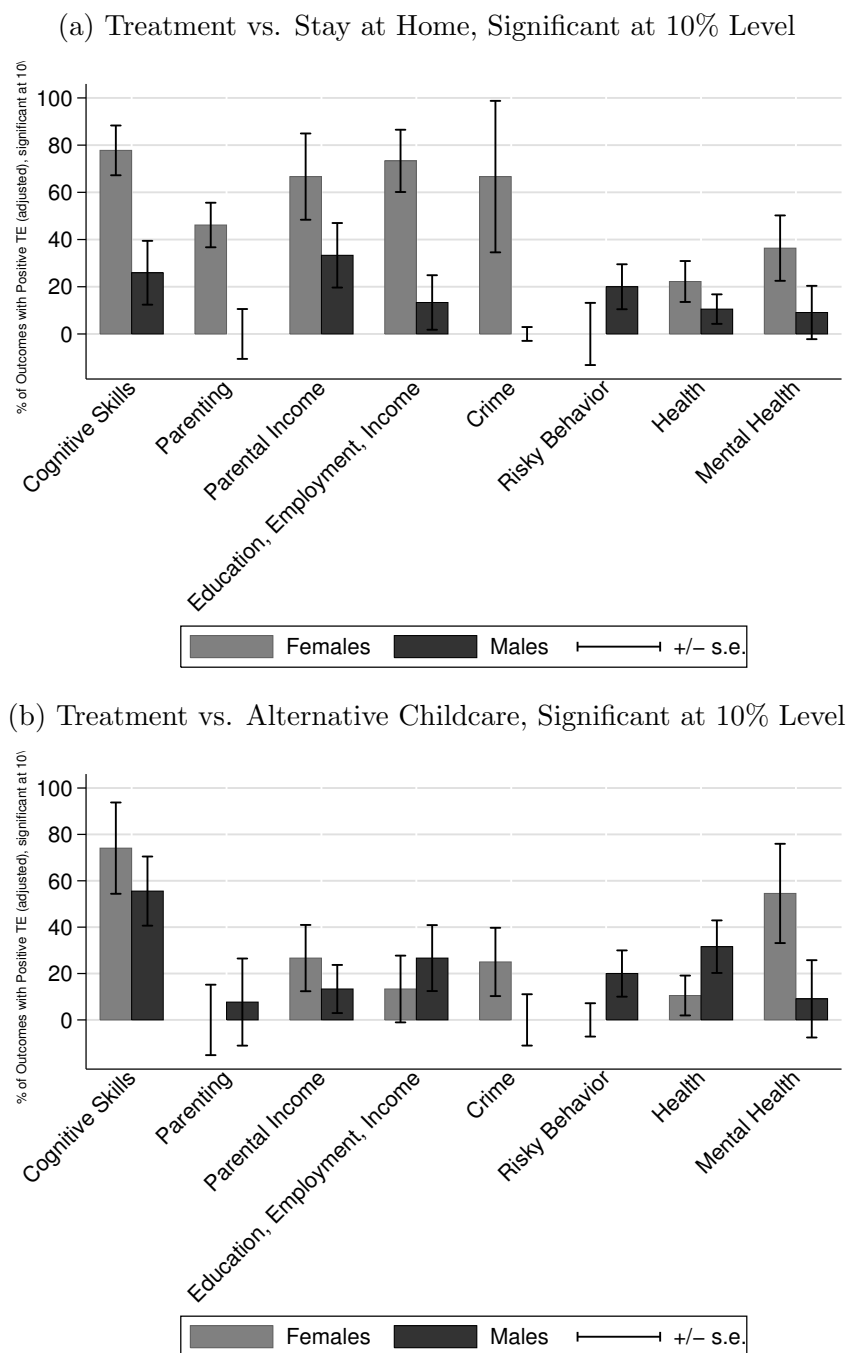 (a) Treatment vs. Stay at Home, Significant at 10% Level
% of Outcomes with Positive TE (adjusted), significant at 10\
100
80
60
40
20
0
Cognitive Skills
Parenting
Parental Income
Education, Employment, Income
Crime
Risky Behavior
Health
Mental Health
Females Males +/− s.e.
(b) Treatment vs. Alternative Childcare, Significant at 10% Level
% of Outcomes with Positive TE (adjusted), significant at 10\
100
80
60
40
20
0
Cognitive Skills
Parenting
Parental Income
Education, Employment, Income
Crime
Risky Behavior
Health
Mental Health
Females Males +/− s.e.